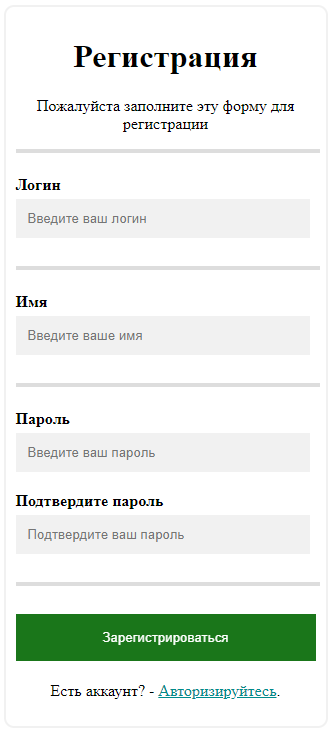 Регистрация
Пожалуйста заполните эту форму для
регистрации
Логин
Введите ваш логин
Имя
Введите ваше имя
Пароль
Введите ваш пароль
Подтвердите пароль
Подтвердите ваш пароль
Зарегистрироваться
Есть аккаунт? - Авторизируйтесь.